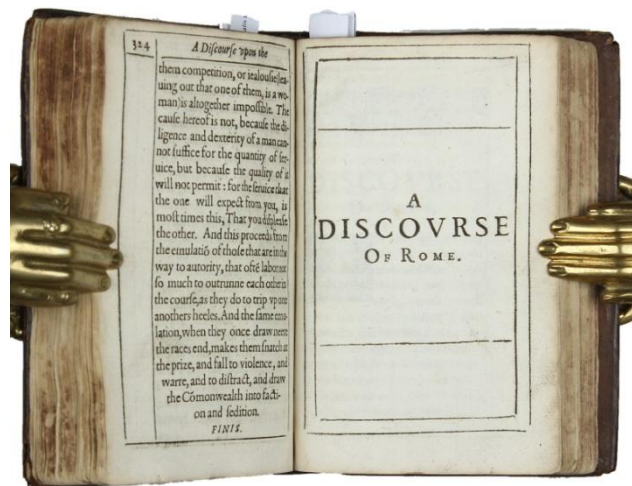 324
A Diſcourſe vpon the
them competition, or iealouſie (lea-
uing out that one of them, is a wo-
man) is altogether impoſſible. The
cauſe hereof is not, becauſe the di-
ligence and dexterity of a man can-
not ſuffice for the quantity of ſer-
uice, but becauſe the quality of it
will not permit : for the ſeruice that
the one will expect from you, is
moſt times this, That you diſpleaſe
the other. And this proceeds from
the emulatiō of thoſe that are in the
way to autority, that oftē labor not
ſo much to outrunne each other in
the courſe, as they do to trip vp one
anothers heeles. And the ſame emu-
lation, when they once draw neere
the races end, makes them ſnatch at
the prize, and fall to violence, and
warre, and to diſtract, and draw
the Cōmonwealth into facti-
on and ſedition.
FINIS.
A
DISCOVRSE
OF ROME.